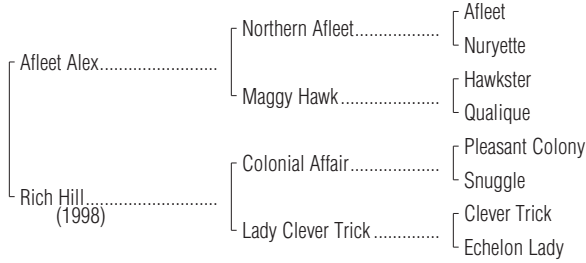 Afleet
Northern Afleet
Nuryette
Afleet Alex
Hawkster
Maggy Hawk
Qualique
Pleasant Colony
Colonial Affair
Snuggle
Rich Hill
(1998)
Clever Trick
Lady Clever Trick
Echelon Lady